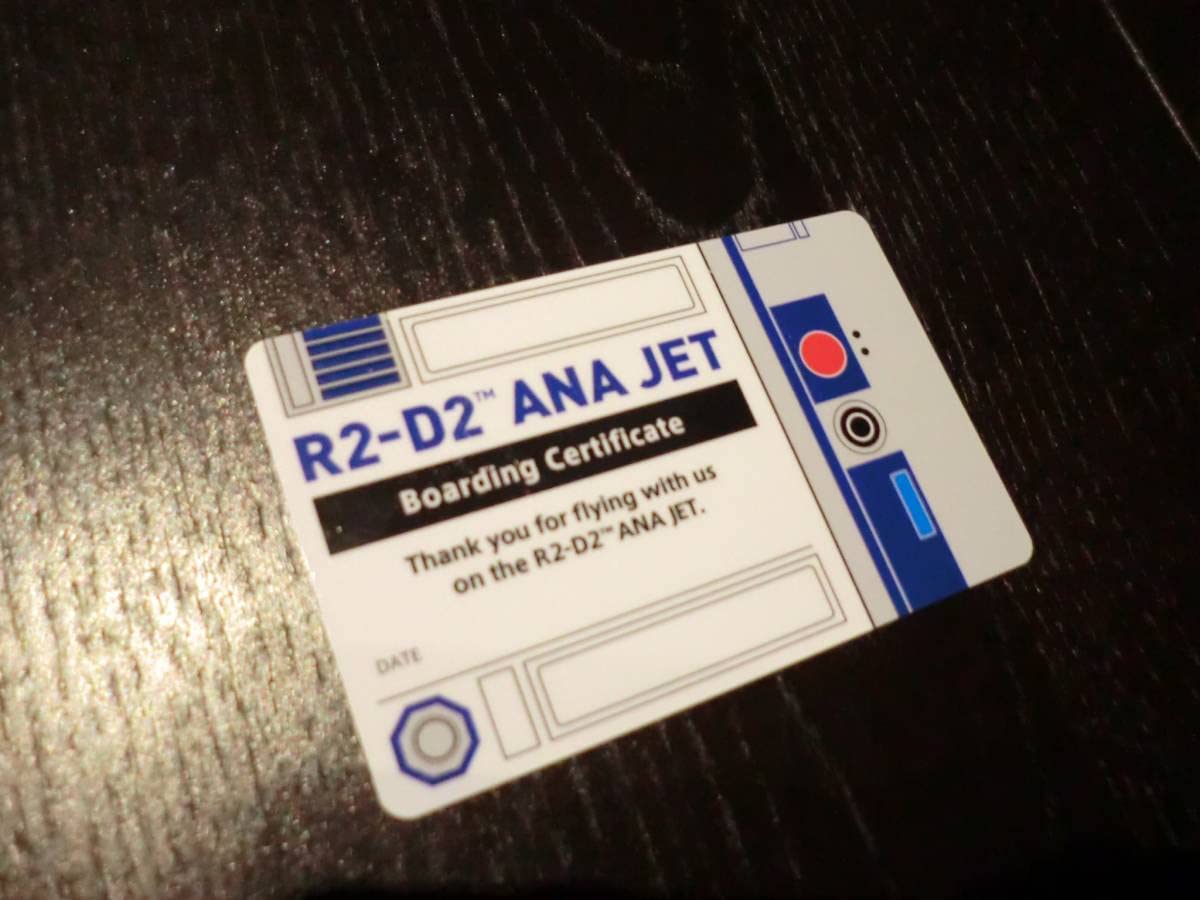 R2-D2™ ANA JET
Boarding Certificate
Thank you for flying with us
on the R2-D2™ ANA JET.
DATE